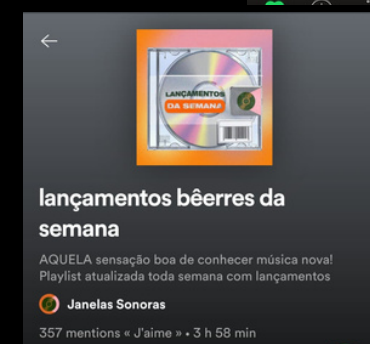 LANÇAMENTOS
DA SEMANA
lançamentos bêerres da
semana
AQUELA sensação boa de conhecer música nova!
Playlist atualizada toda semana com lançamentos
Janelas Sonoras
357 mentions « J'aime » • 3 h 58 min